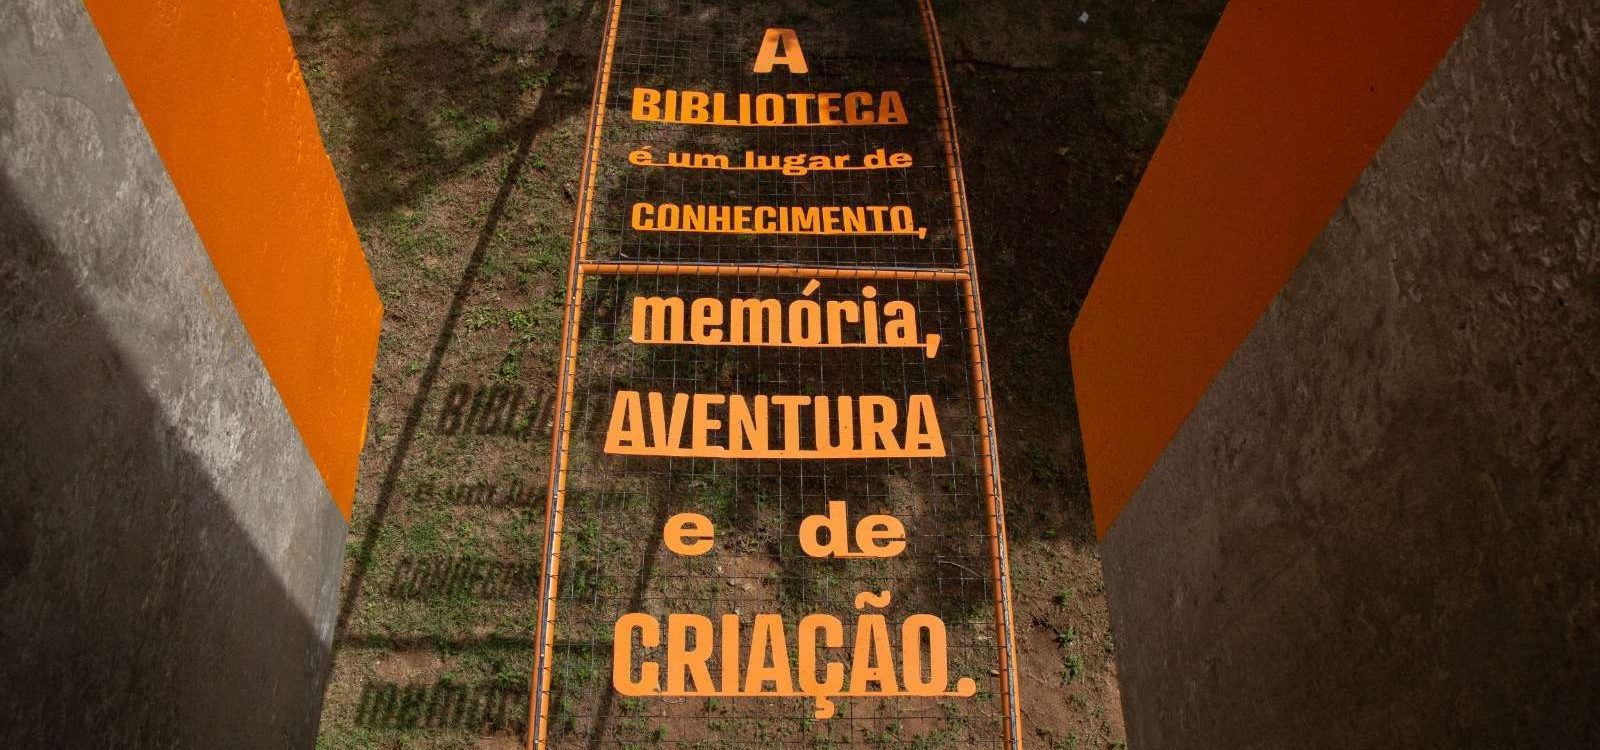 A
BIBLIOTECA
é um lugar de
CONHECIMENTO,
memória,
AVENTURA
e de
CRIAÇÃO.